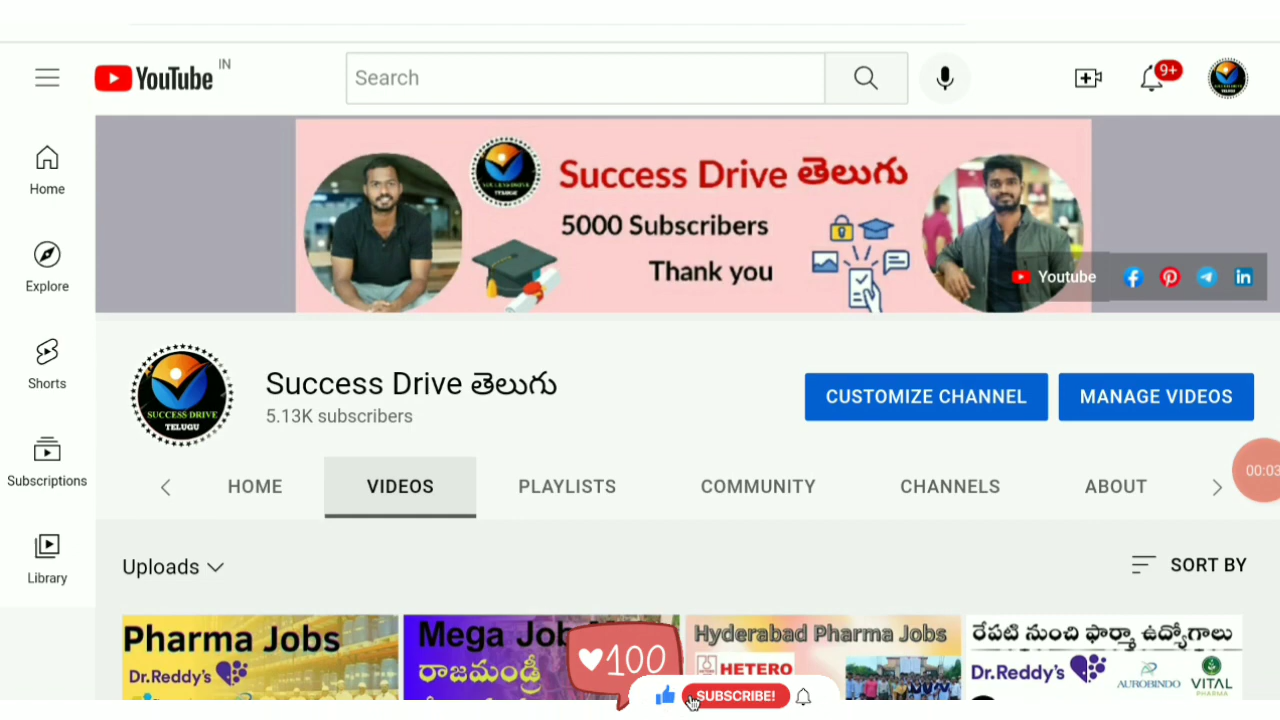 YouTube IN
Search
9+
Home
Explore
Shorts
Subscriptions
Library
Success Drive తెలుగు
5000 Subscribers
Thank you
Youtube
SUCCESS DRIVE
TELUGU
Success Drive తెలుగు
5.13K subscribers
CUSTOMIZE CHANNEL
MANAGE VIDEOS
HOME
VIDEOS
PLAYLISTS
COMMUNITY
CHANNELS
ABOUT
00:03
Uploads
SORT BY
Pharma Jobs
Dr.Reddy's
Mega Job
రాజమండ్రీ
100
SUBSCRIBE!
Hyderabad Pharma Jobs
HETERO
రేపటి నుంచి ఫార్మా ఉద్యోగాలు
Dr.Reddy's
AUROBINDO
VITAL
PHARMA